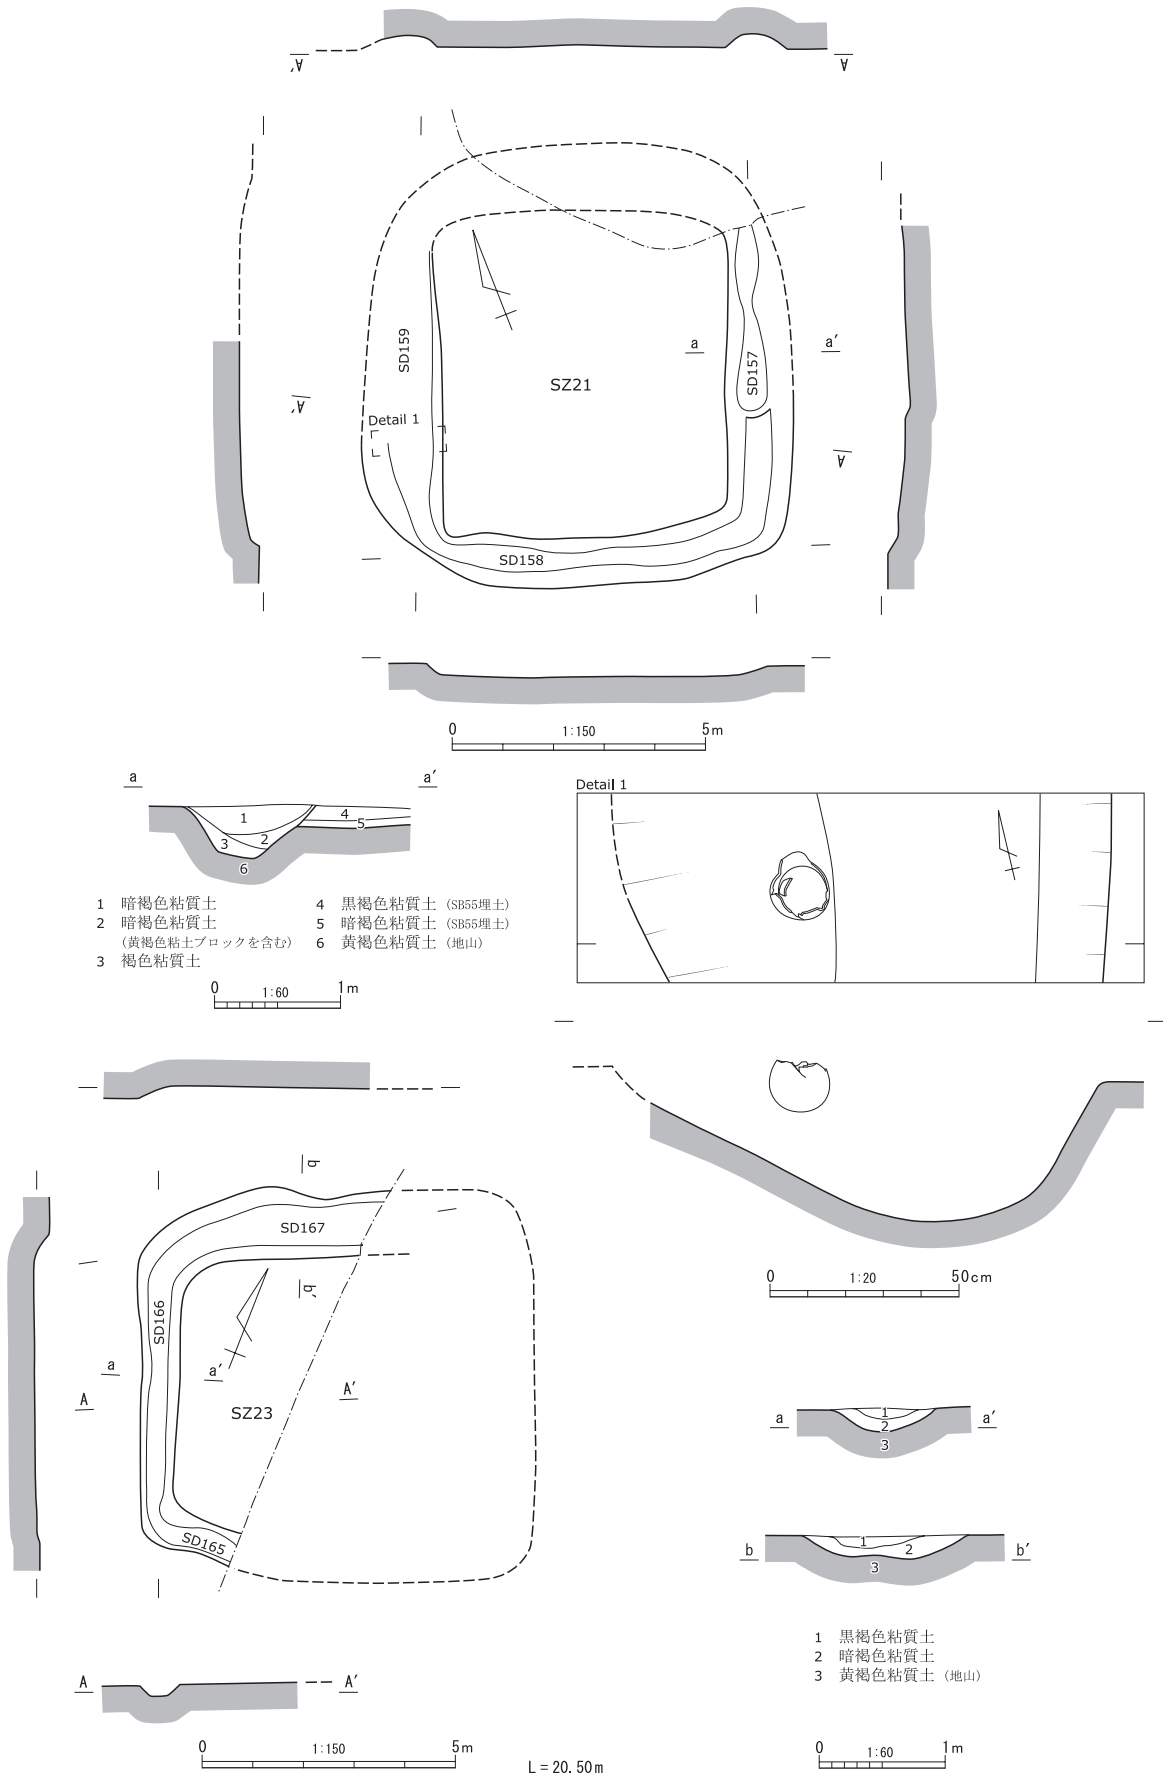 A′ A
SD159
a a′
SD157
SZ21
A′
Detail 1
A
SD158
0 1:150 5m
a a′
Detail 1
1
4
5
3 2
6
1 暗褐色粘質土
2 暗褐色粘質土
(黄褐色粘土ブロックを含む)
3 褐色粘質土
4 黒褐色粘質土 (SB55埋土)
5 暗褐色粘質土 (SB55埋土)
6 黄褐色粘質土 (地山)
0 1:60 1m
b
SD167
0 1:20 50cm
b′
SD166
a a′
A A′
SZ23
a 1 a′
2
3
SD165
b 1 2 b′
3
1 黒褐色粘質土
2 暗褐色粘質土
3 黄褐色粘質土 (地山)
A A′
0 1:150 5m
L=20.50m
0 1:60 1m